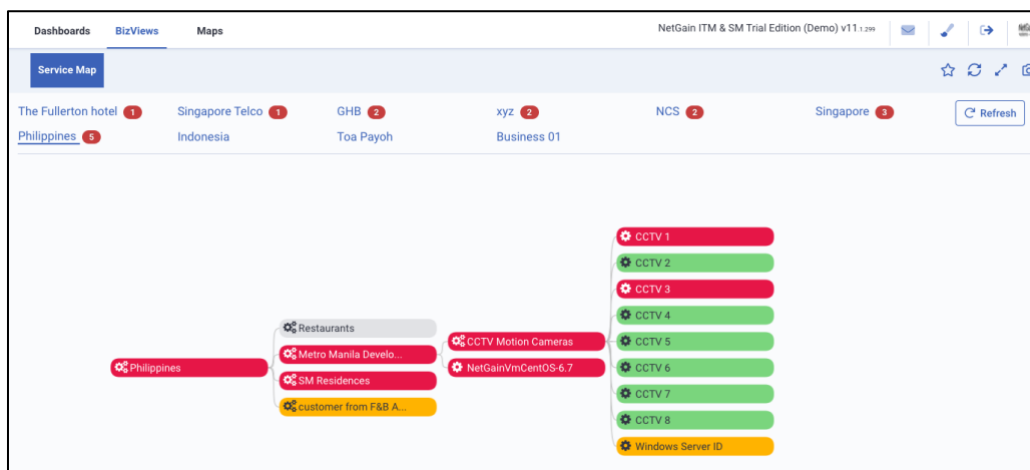 Dashboards BizViews Maps NetGain ITM & SM Trial Edition (Demo) v11.1.299
Service Map
The Fullerton hotel 1 Singapore Telco 1 GHB 2 xyz 2 NCS 2 Singapore 3 Refresh
Philippines 5 Indonesia Toa Payoh Business 01
CCTV 1
CCTV 2
CCTV 3
Restaurants CCTV 4
Metro Manila Develo... CCTV Motion Cameras CCTV 5
Philippines NetGainVmCentOS-6.7 CCTV 6
SM Residences CCTV 7
customer from F&B A... CCTV 8
Windows Server ID